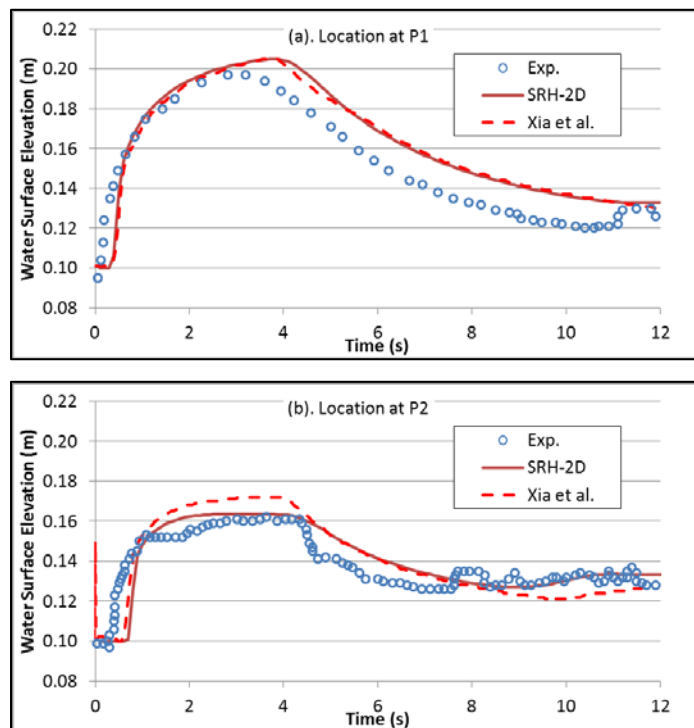 (a). Location at P1
Exp.
SRH-2D
Xia et al.
Water Surface Elevation (m)
0.22
0.20
0.18
0.16
0.14
0.12
0.10
0.08
0 2 4 6 8 10 12
Time (s)
(b). Location at P2
Exp.
SRH-2D
Xia et al.
Water Surface Elevation (m)
0.22
0.20
0.18
0.16
0.14
0.12
0.10
0.08
0 2 4 6 8 10 12
Time (s)